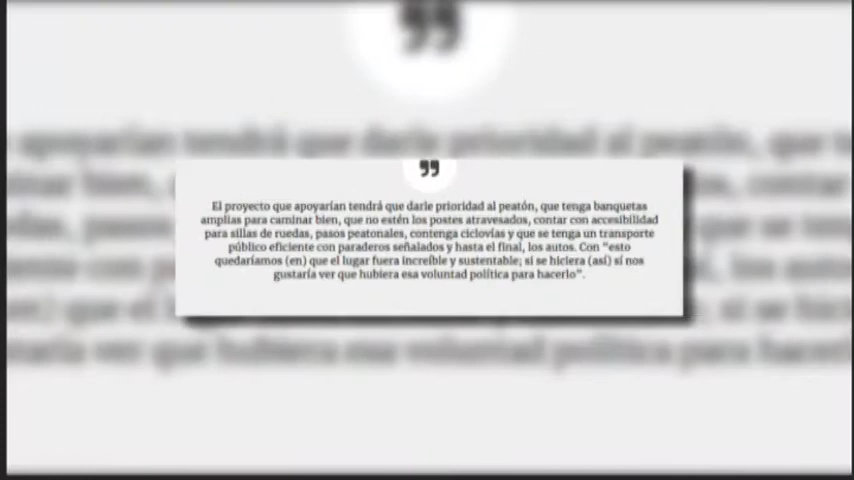 ”
El proyecto que apoyarían tendrá que darle prioridad al peatón, que tenga banquetas
amplias para caminar bien, que no estén los postes atravesados, contar con accesibilidad
para sillas de ruedas, pasos peatonales, contenga ciclovías y que se tenga un transporte
público eficiente con paraderos señalados y hasta el final, los autos. Con "esto
quedaríamos (en) que el lugar fuera increíble y sustentable; si se hiciera (así) sí nos
gustaría ver que hubiera esa voluntad política para hacerlo".